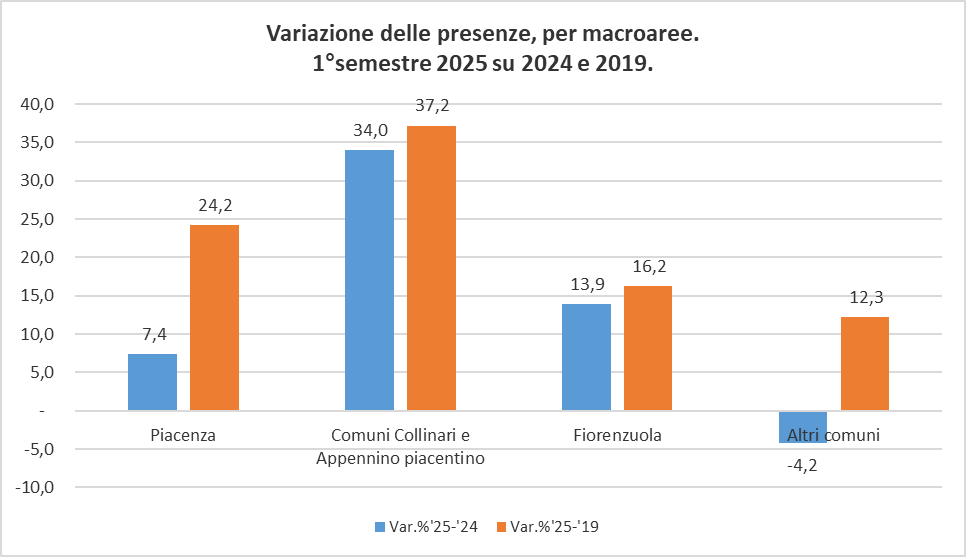 Variazione delle presenze, per macroaree.
1°semestre 2025 su 2024 e 2019.
40,0
35,0
30,0
25,0
20,0
15,0
10,0
5,0
-
-5,0
-10,0
7,4
24,2
34,0
37,2
13,9
16,2
-4,2
12,3
Piacenza
Comuni Collinari e
Appennino piacentino
Fiorenzuola
Altri comuni
Var.%'25-'24
Var.%'25-'19